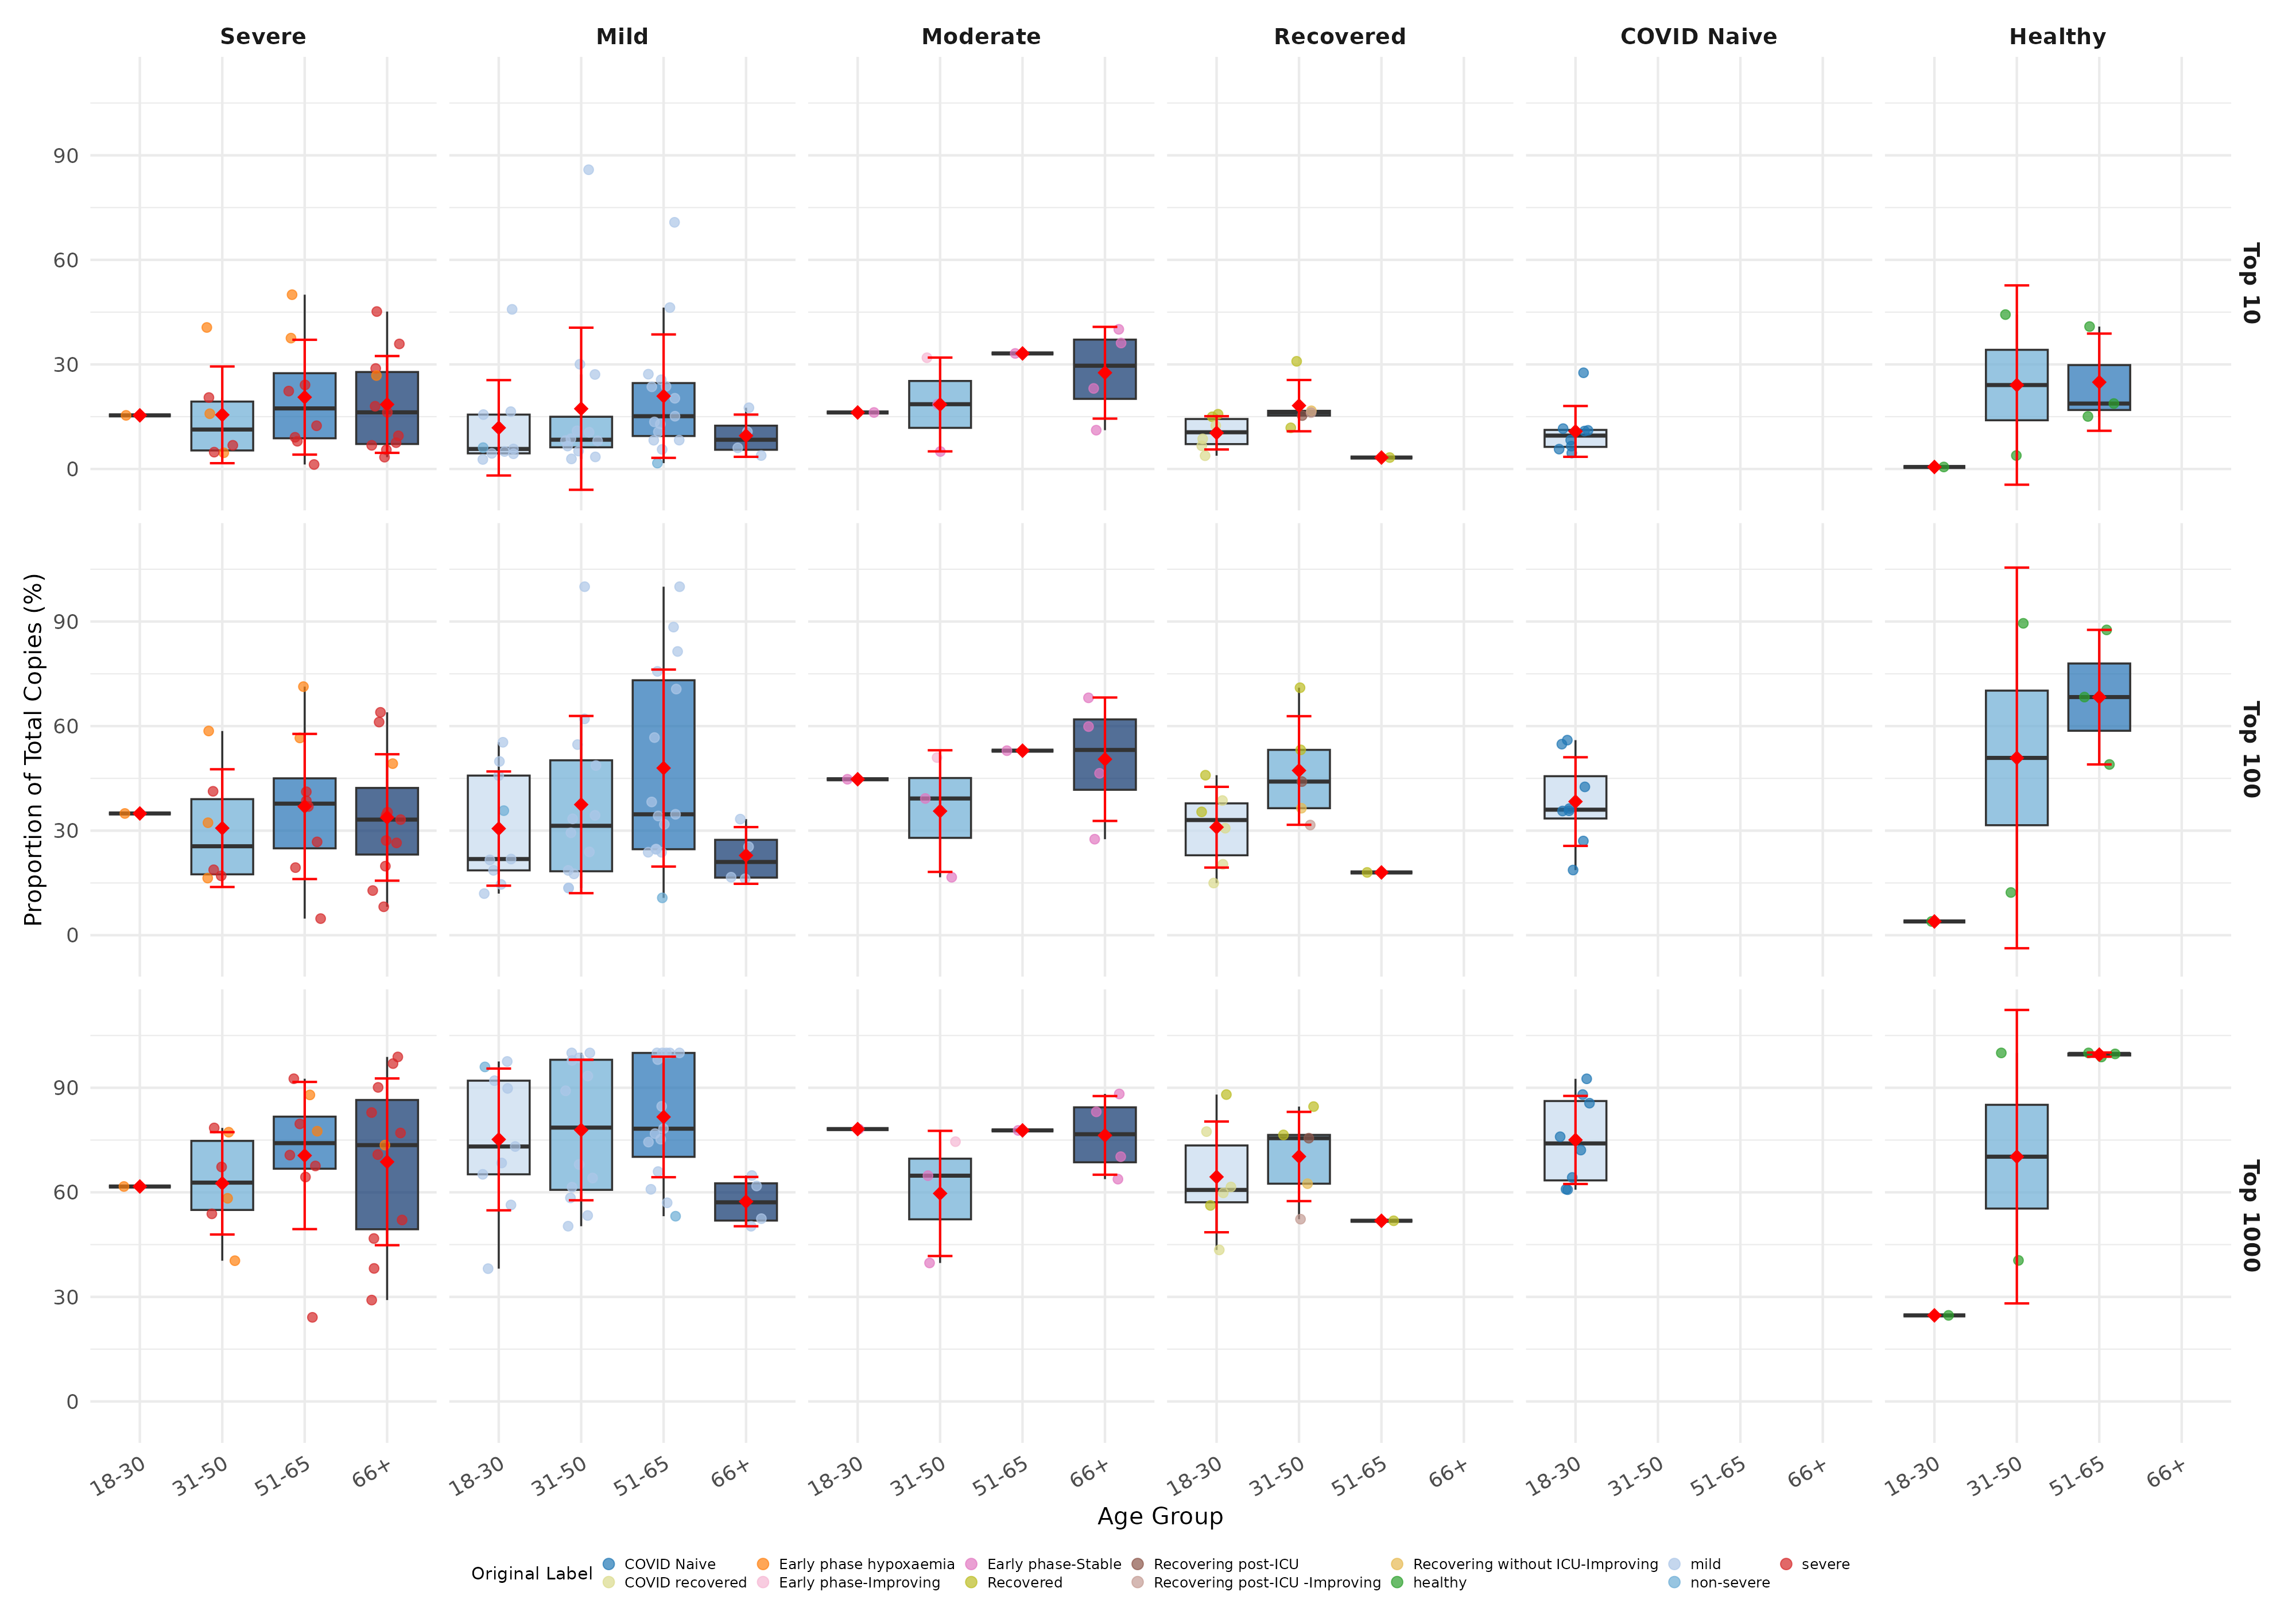 Severe Mild Moderate Recovered COVID Naive Healthy
90
60
30
0
Top 10
90
60
30
0
Top 100
Proportion of Total Copies (%)
90
60
30
0
Top 1000
18-30 31-50 51-65 66+ 18-30 31-50 51-65 66+ 18-30 31-50 51-65 66+ 18-30 31-50 51-65 66+ 18-30 31-50 51-65 66+ 18-30 31-50 51-65 66+
Age Group
Original Label
COVID Naive Early phase hypoxaemia Early phase-Stable Recovering post-ICU Recovering without ICU-Improving mild severe
COVID recovered Early phase-Improving Recovered Recovering post-ICU -Improving healthy non-severe